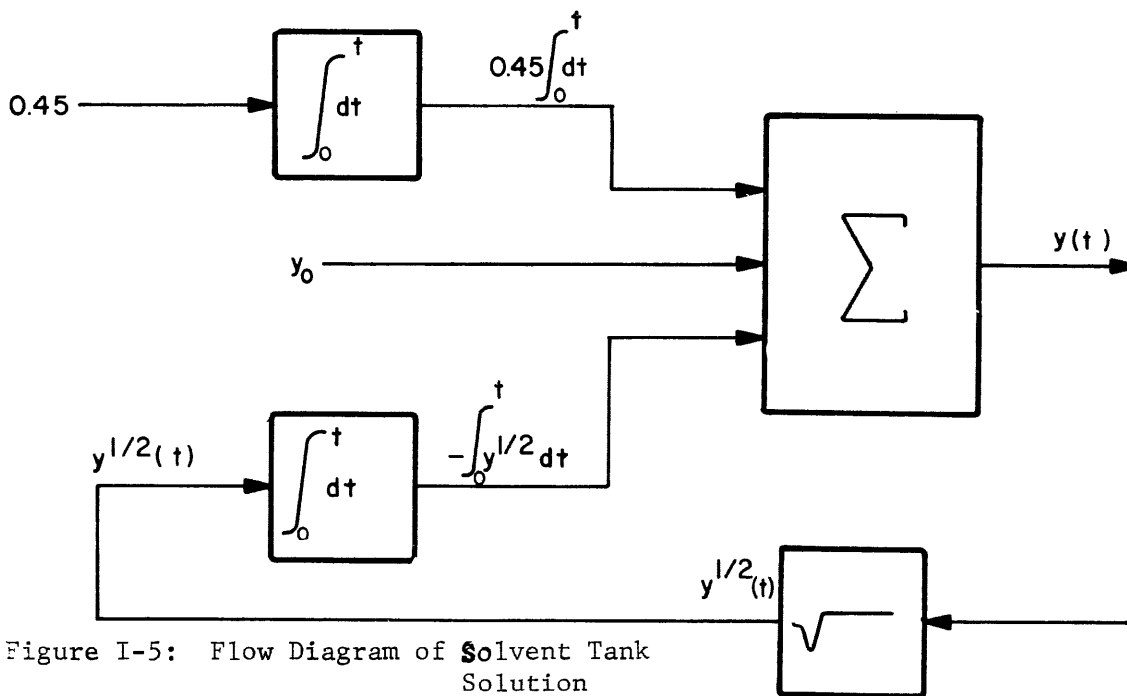 0.45
∫₀ᵗ dt
0.45∫₀ᵗ dt
y₀
∑
y(t)
y^1/2(t)
∫₀ᵗ dt
-∫₀ᵗ y^1/2 dt
y^1/2(t)
√
Figure I-5: Flow Diagram of Solvent Tank
Solution